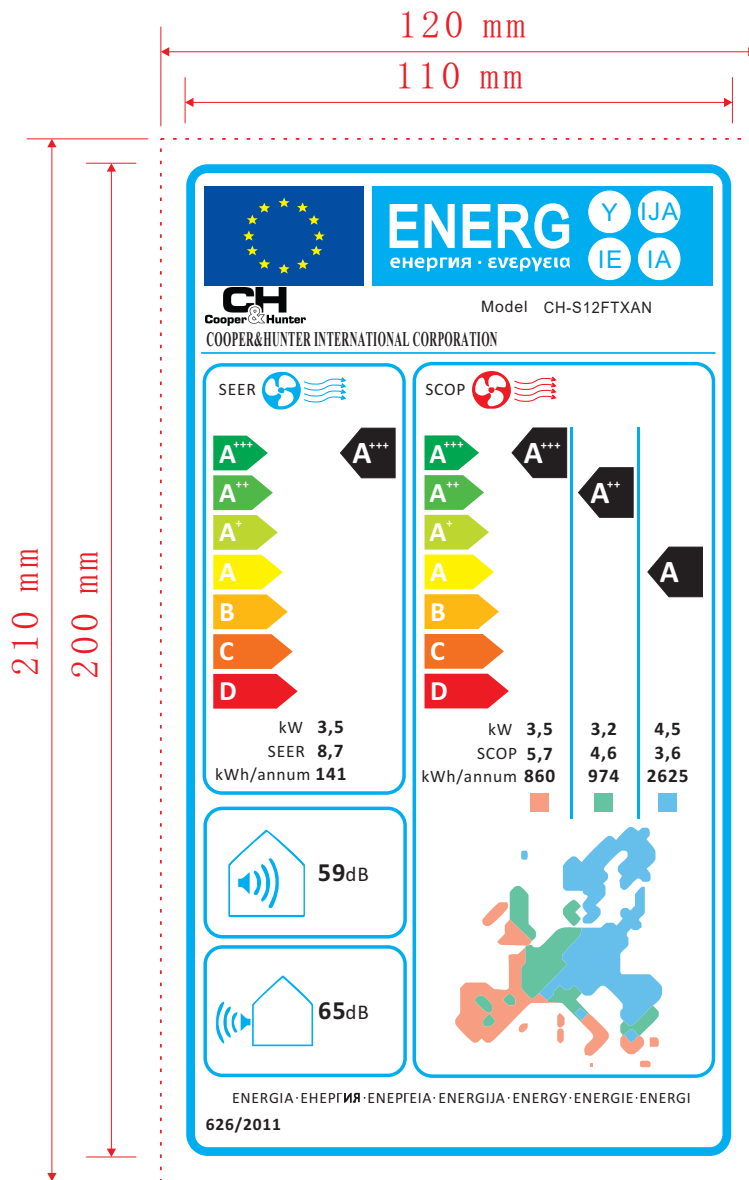 120 mm
110 mm
210 mm
200 mm
ENERG
енергия · ενεργεια
Y IJA
IE IA
CH
Cooper&Hunter
Model CH-S12FTXAN
COOPER&HUNTER INTERNATIONAL CORPORATION
SEER
A+++ A+++
A++
A+
A
B
C
D
kW 3,5
SEER 8,7
kWh/annum 141
SCOP
A+++ A+++
A++ A++
A+
A A
B
C
D
kW 3,5 3,2 4,5
SCOP 5,7 4,6 3,6
kWh/annum 860 974 2625
59dB
65dB
ENERGIA·ЕНЕРГИЯ·ΕΝΕΡΓΕΙΑ·ENERGIJA·ENERGY·ENERGIE·ENERGI
626/2011